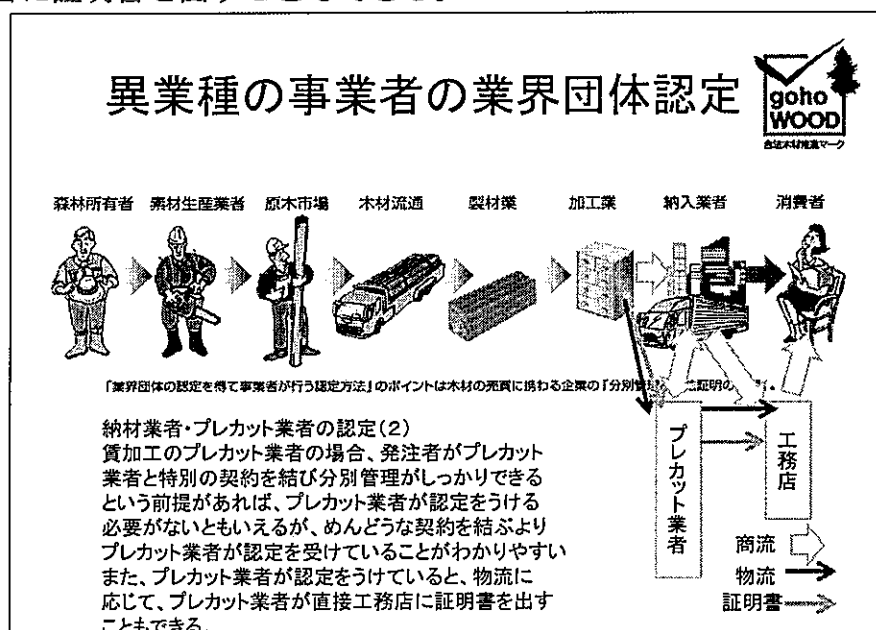 異業種の事業者の業界団体認定
goho
WOOD
合法木材推進マーク
森林所有者 素材生産業者 原木市場 木材流通 製材業 加工業 納入業者 消費者
「業界団体の認定を得て事業者が行う認定方法」のポイントは木材の売買に携わる企業の「分別管理
証明の
納材業者・プレカット業者の認定(2)
賃加工のプレカット業者の場合、発注者がプレカット
業者と特別の契約を結び分別管理がしっかりできる
という前提があれば、プレカット業者が認定をうける
必要がないともいえるが、めんどうな契約を結ぶより
プレカット業者が認定を受けていることがわかりやすい
また、プレカット業者が認定をうけていると、物流に
応じて、プレカット業者が直接工務店に証明書を出す
こともできる。
プレカット業者
工務店
商流
物流
証明書